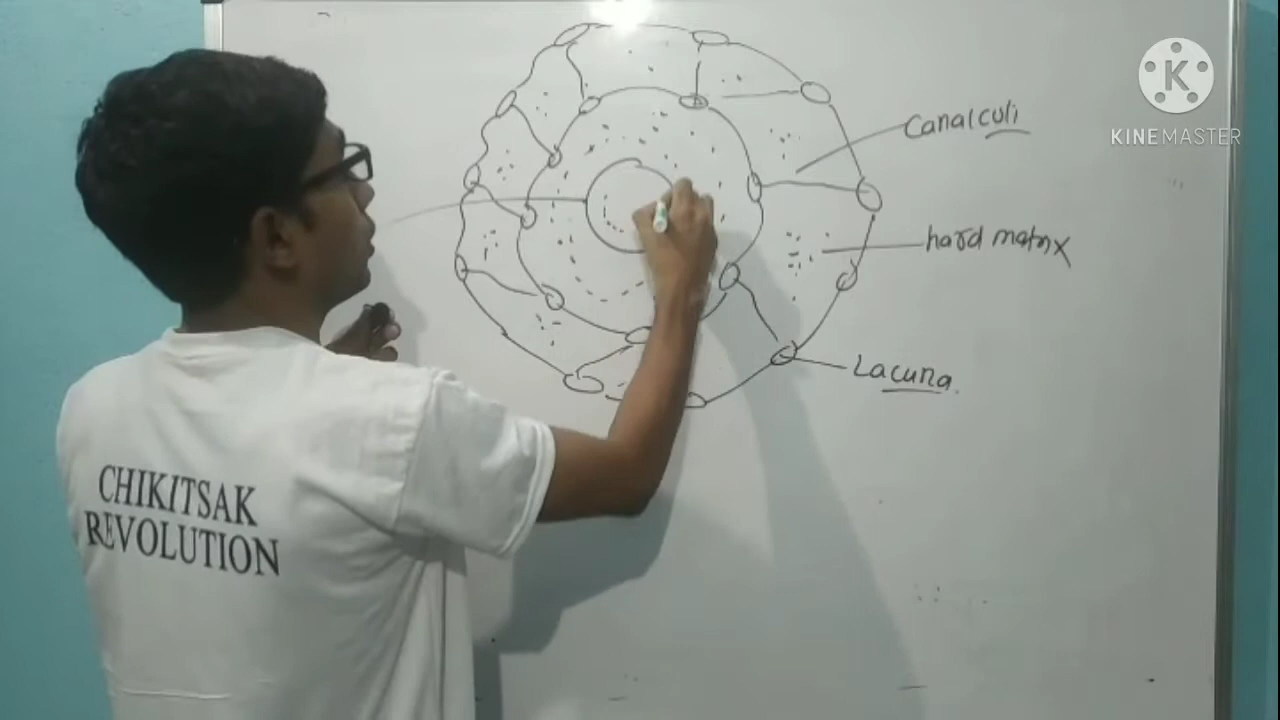 K
KINEMASTER
Canalculi
hard matrix
Lacuna.
CHIKITSAK
REVOLUTION